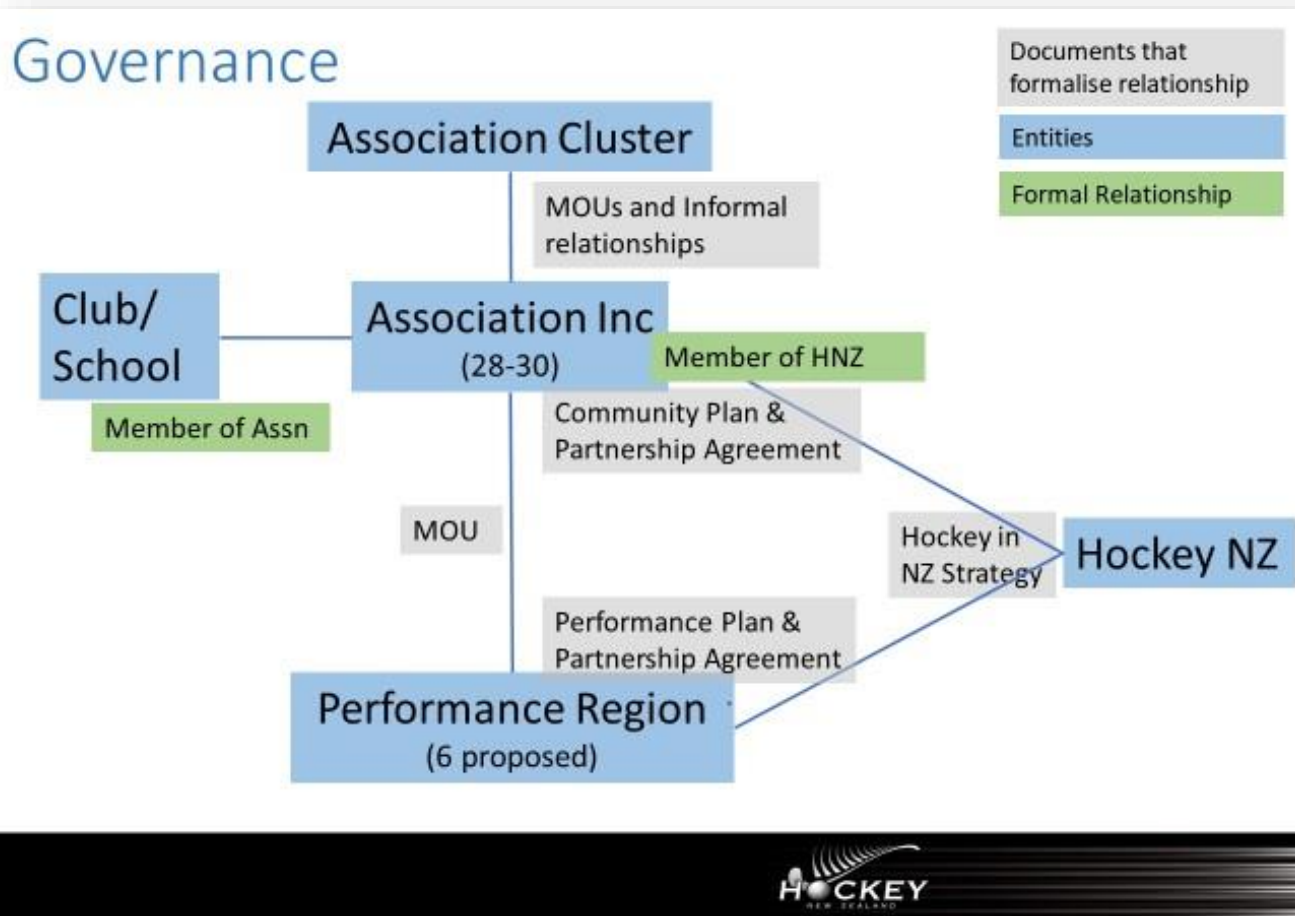 Governance
Documents that
formalise relationship
Entities
Formal Relationship
Association Cluster
MOUs and Informal
relationships
Club/
School
Member of Assn
Association Inc
(28-30)
Member of HNZ
Community Plan &
Partnership Agreement
MOU
Hockey in
NZ Strategy
Hockey NZ
Performance Plan &
Partnership Agreement
Performance Region
(6 proposed)
HOCKEY
NEW ZEALAND